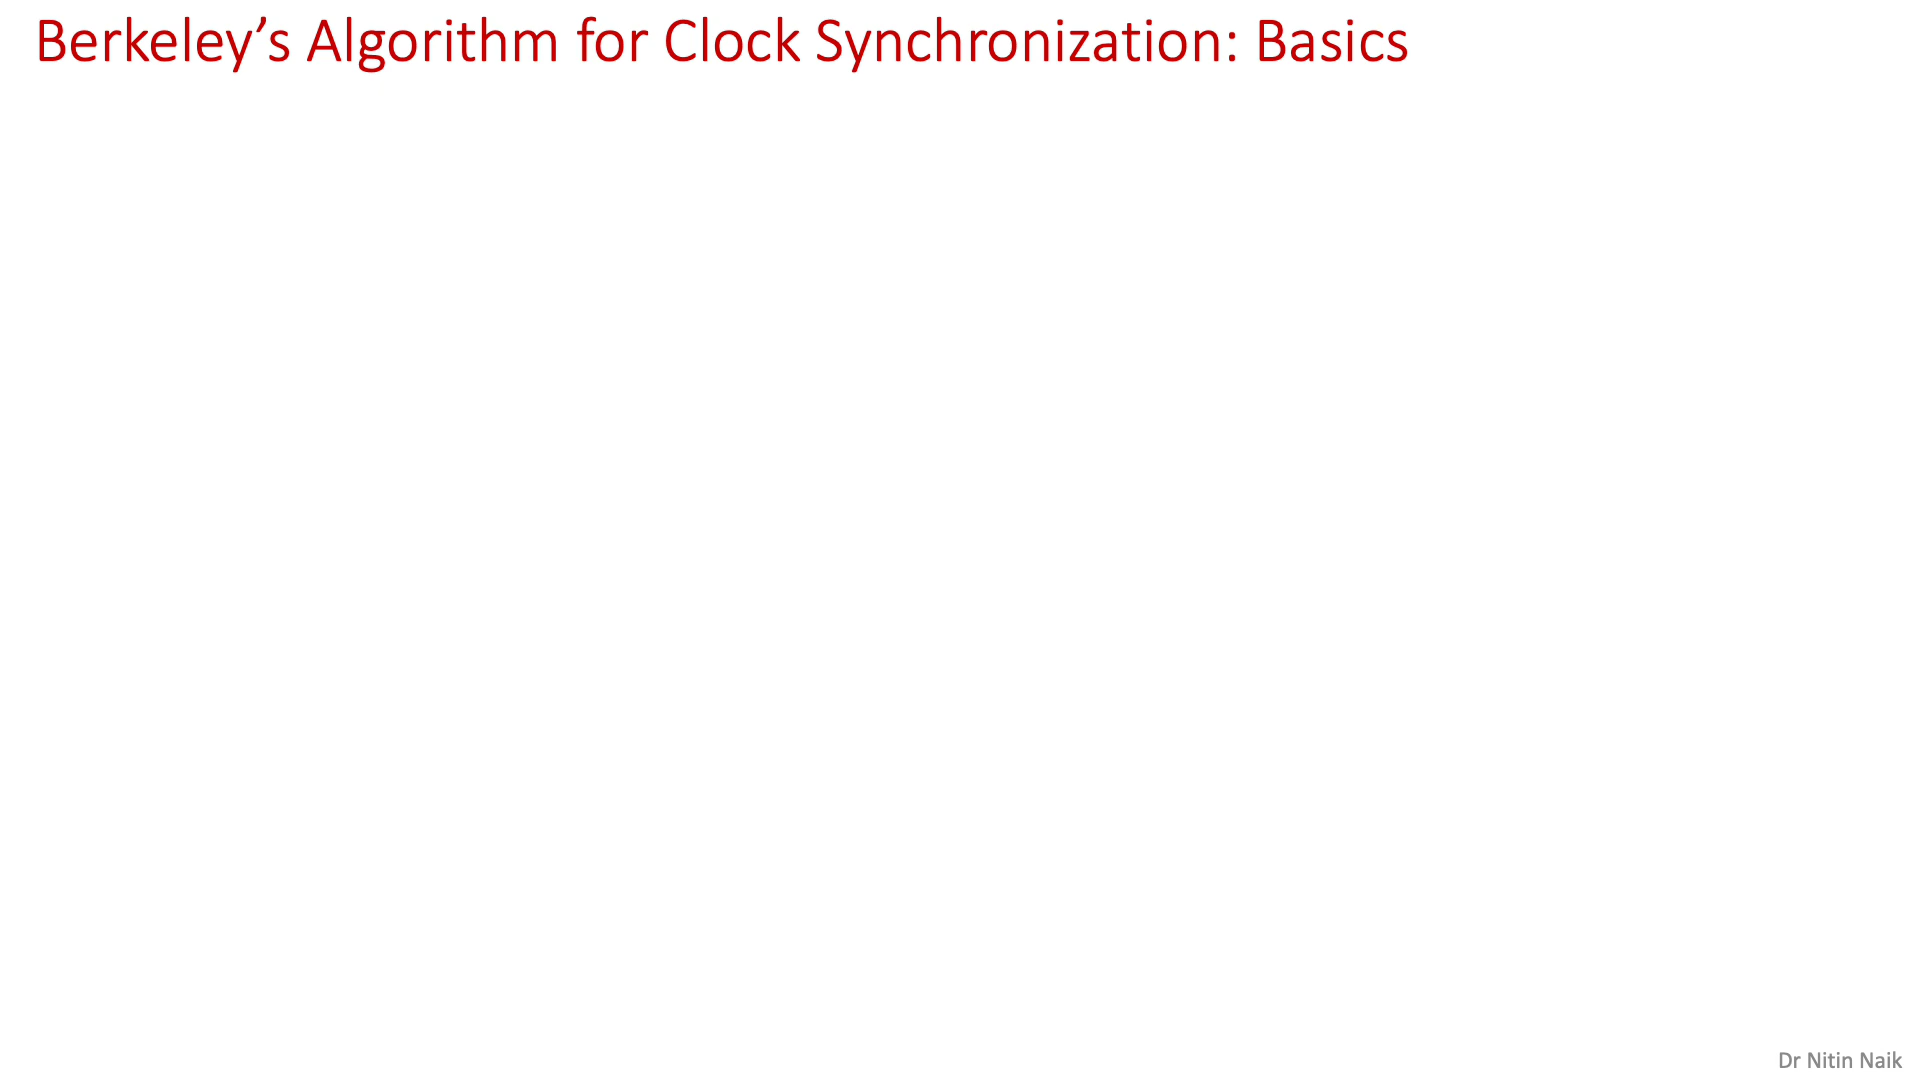 Berkeley’s Algorithm for Clock Synchronization: Basics
Dr Nitin Naik